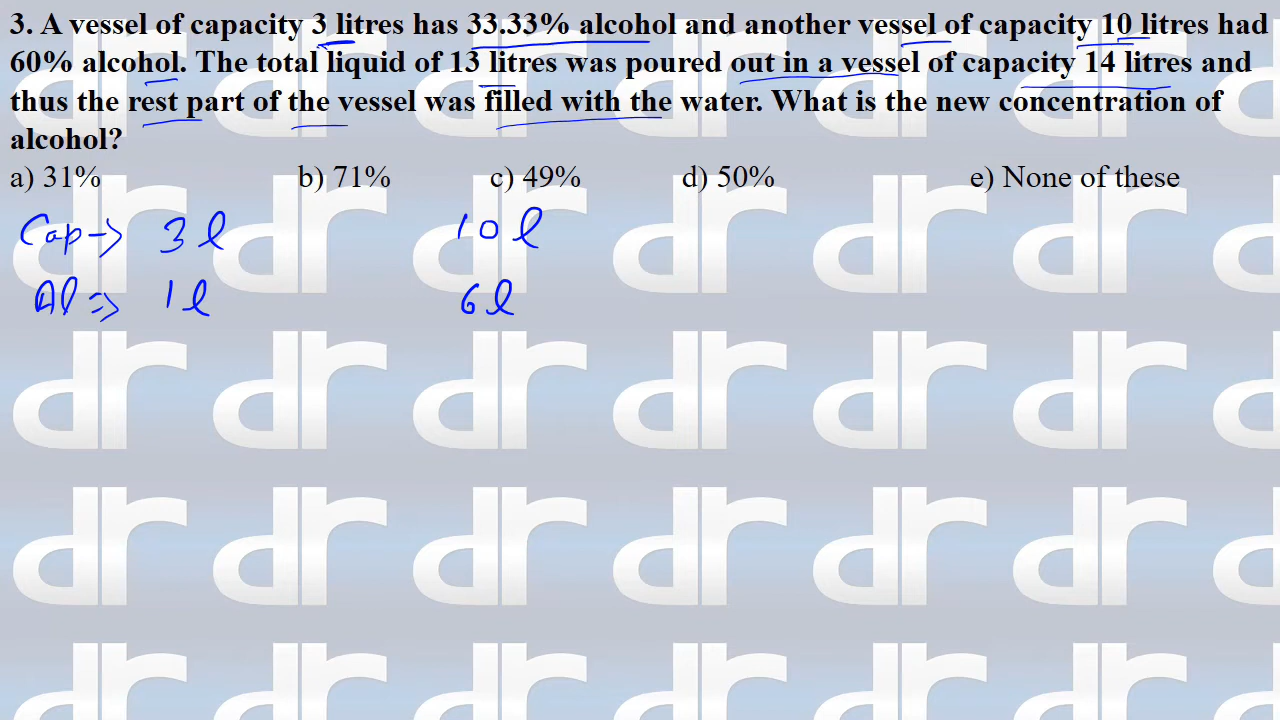 3. A vessel of capacity 3 litres has 33.33% alcohol and another vessel of capacity 10 litres had
60% alcohol. The total liquid of 13 litres was poured out in a vessel of capacity 14 litres and
thus the rest part of the vessel was filled with the water. What is the new concentration of
alcohol?
a) 31% b) 71% c) 49% d) 50% e) None of these
Cap → 3 l 10 l
Al ⇒ 1 l 6 l